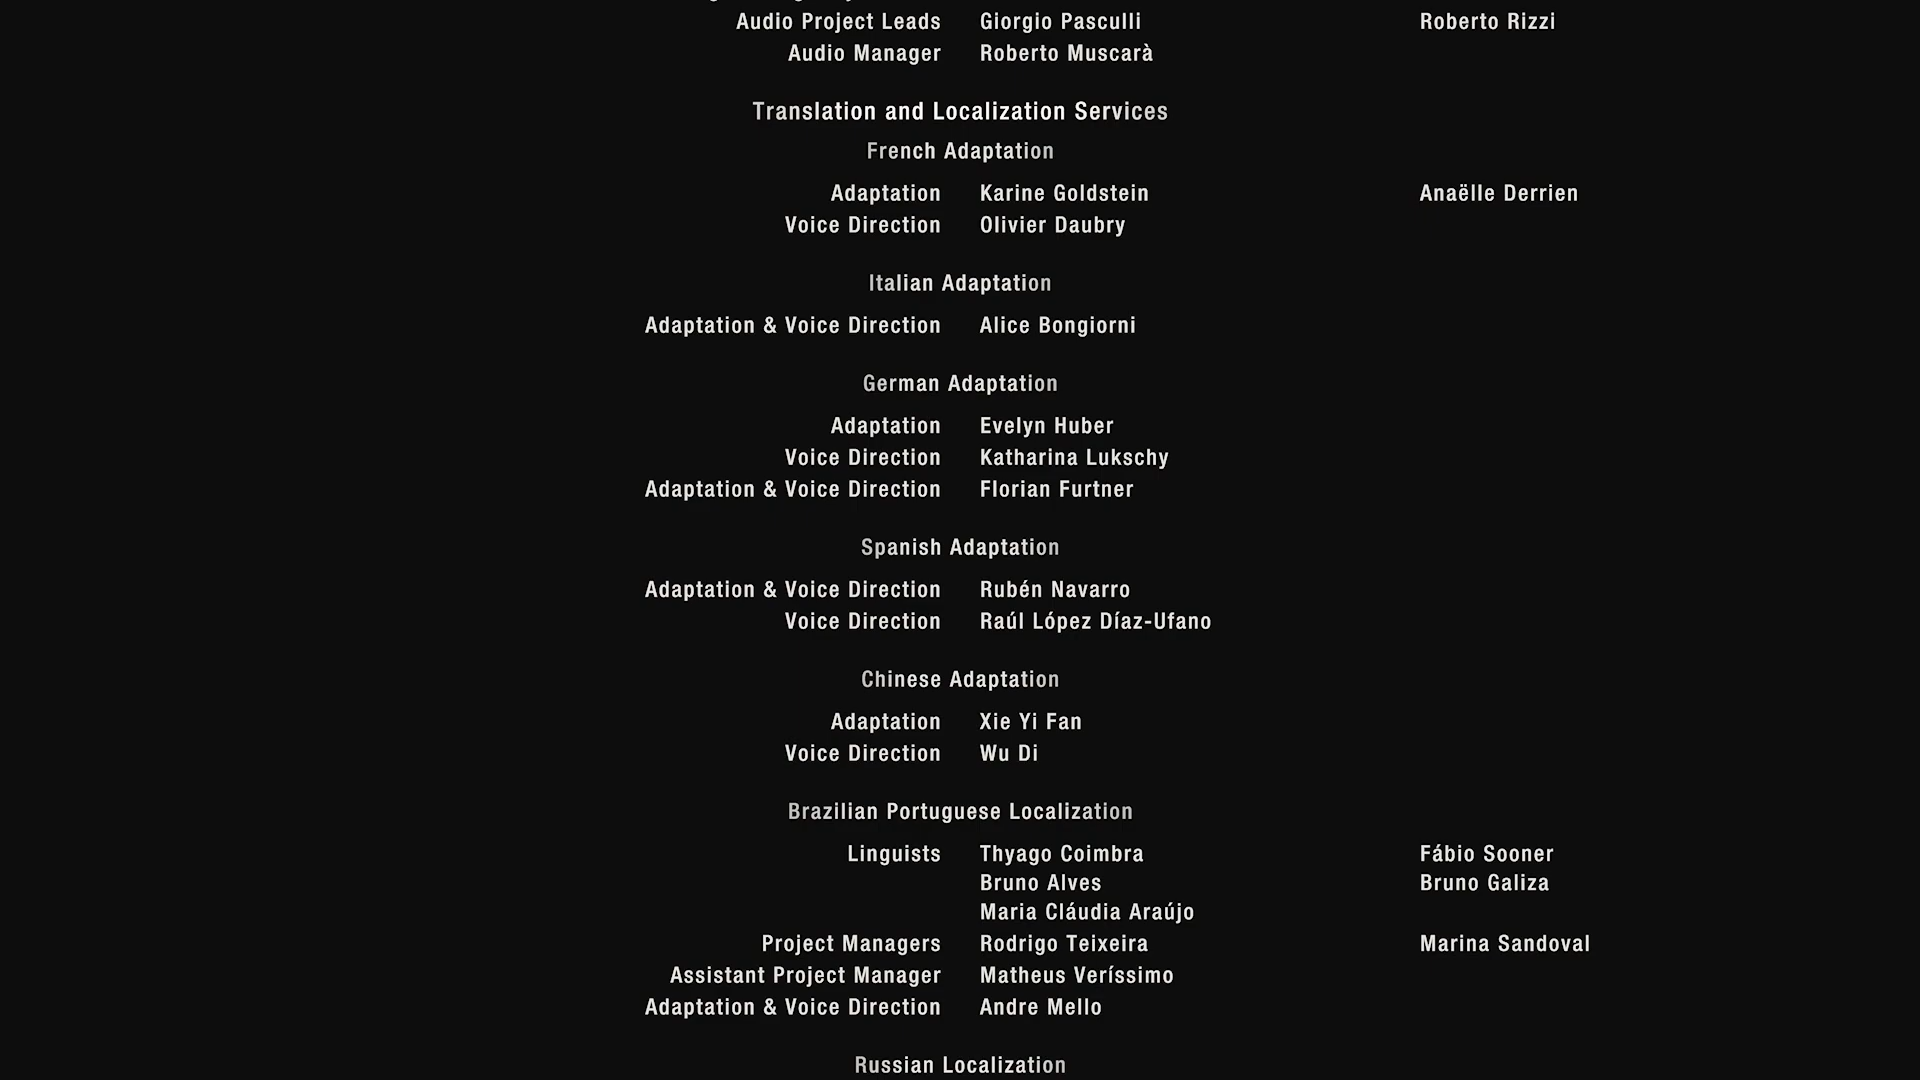 Audio Project Leads Giorgio Pasculli Roberto Rizzi
Audio Manager Roberto Muscarà
Translation and Localization Services
French Adaptation
Adaptation Karine Goldstein Anaëlle Derrien
Voice Direction Olivier Daubry
Italian Adaptation
Adaptation & Voice Direction Alice Bongiorni
German Adaptation
Adaptation Evelyn Huber
Voice Direction Katharina Lukschy
Adaptation & Voice Direction Florian Furtner
Spanish Adaptation
Adaptation & Voice Direction Rubén Navarro
Voice Direction Raúl López Díaz-Ufano
Chinese Adaptation
Adaptation Xie Yi Fan
Voice Direction Wu Di
Brazilian Portuguese Localization
Linguists Thyago Coimbra Fábio Sooner
Bruno Alves Bruno Galiza
Maria Cláudia Araújo
Project Managers Rodrigo Teixeira Marina Sandoval
Assistant Project Manager Matheus Veríssimo
Adaptation & Voice Direction Andre Mello
Russian Localization